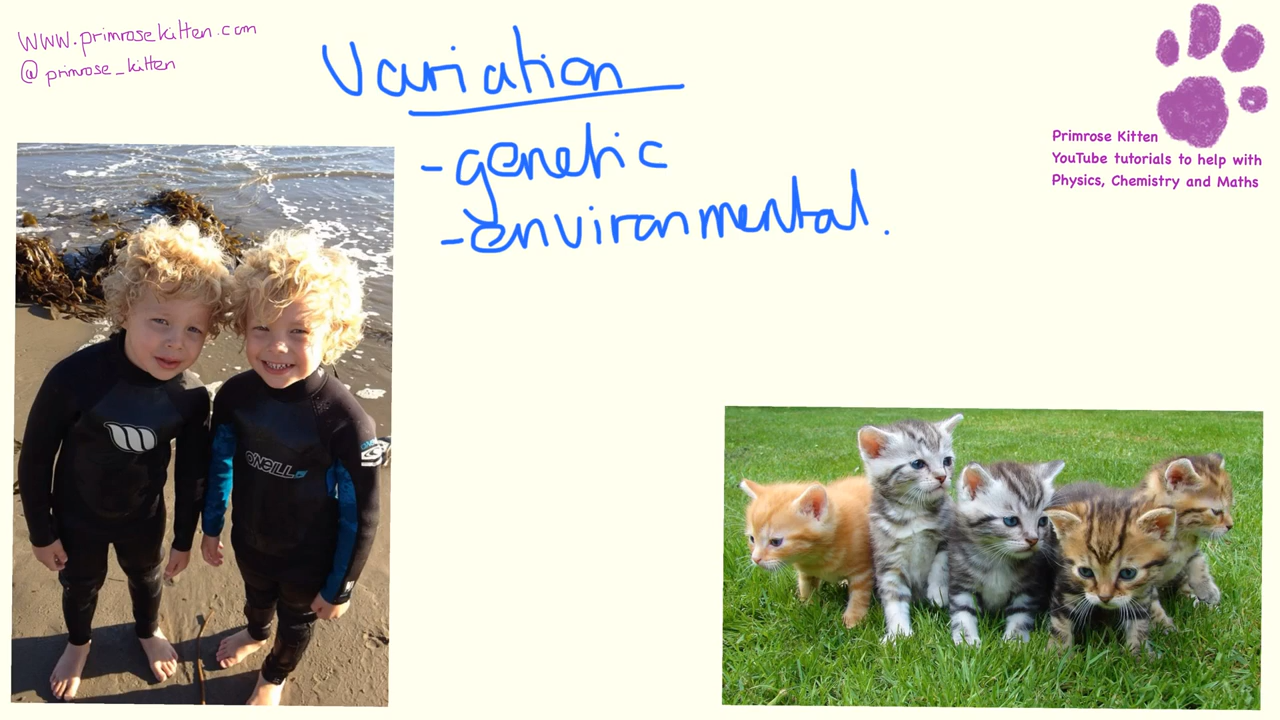 www.primrosekitten.com
@primrose_kitten
Variation
-genetic
-environmental.
Primrose Kitten
YouTube tutorials to help with
Physics, Chemistry and Maths
O'NEILL